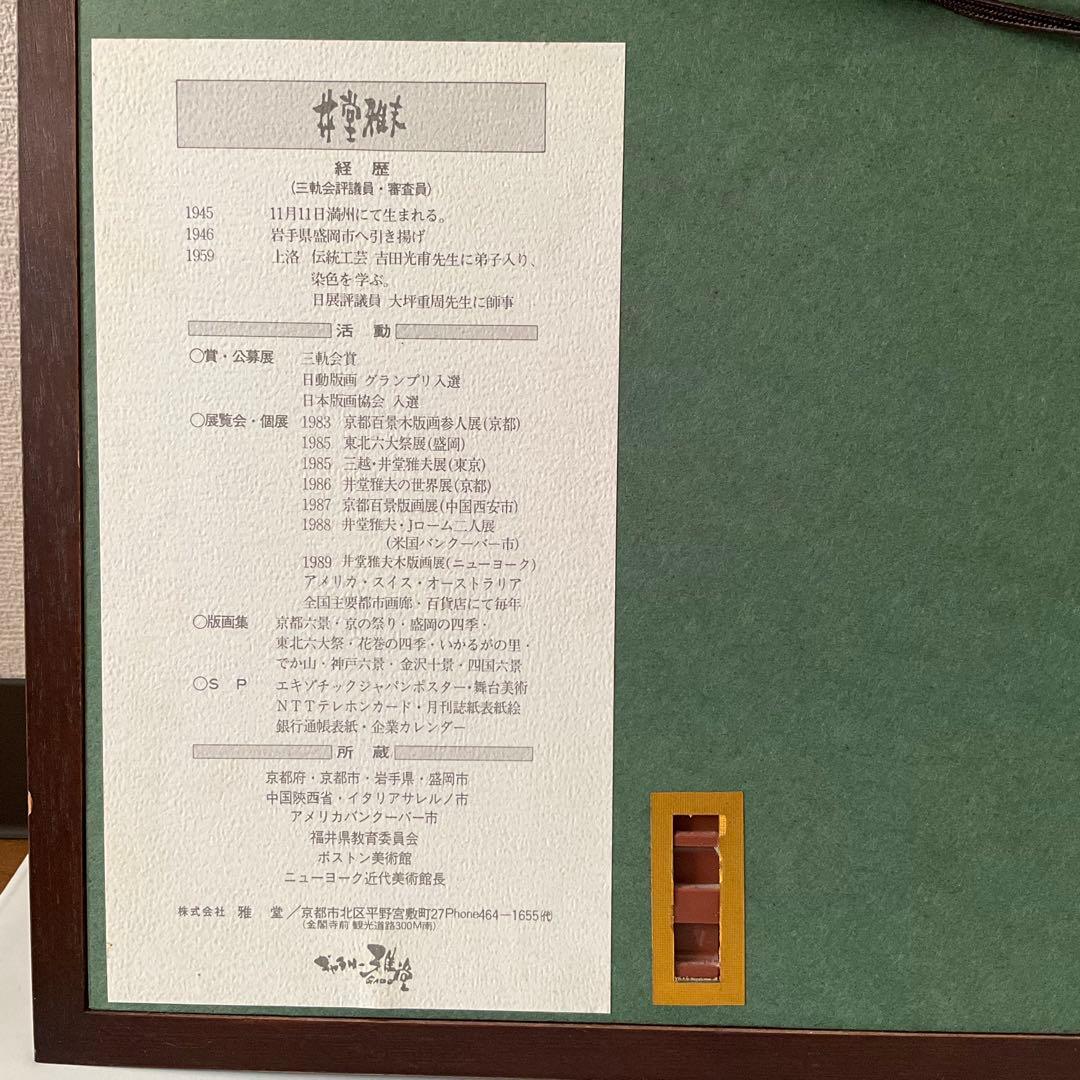 井堂雅夫
経歴
(三軌会評議員・審査員)
1945 11月11日満州にて生まれる。
1946 岩手県盛岡市へ引き揚げ
1959 上洛 伝統工芸 吉田光甫先生に弟子入り、
染色を学ぶ。
日展評議員 大坪重周先生に師事
活動
○賞・公募展 三軌会賞
日動版画 グランプリ入選
日本版画協会 入選
○展覧会・個展 1983 京都百景木版画参人展(京都)
1985 東北六大祭展(盛岡)
1985 三越・井堂雅夫展(東京)
1986 井堂雅夫の世界展(京都)
1987 京都百景版画展(中国西安市)
1988 井堂雅夫・Jローム二人展
(米国バンクーバー市)
1989 井堂雅夫木版画展(ニューヨーク)
アメリカ・スイス・オーストラリア
全国主要都市画廊・百貨店にて毎年
○版画集 京都六景・京の祭り・盛岡の四季・
東北六大祭・花巻の四季・いかるがの里・
でか山・神戸六景・金沢十景・四国六景
○SP エキゾチックジャパンポスター・舞台美術
NTTテレホンカード・月刊誌紙表紙絵
銀行通帳表紙・企業カレンダー
所蔵
京都府・京都市・岩手県・盛岡市
中国陝西省・イタリアサレルノ市
アメリカバンクーバー市
福井県教育委員会
ボストン美術館
ニューヨーク近代美術館長
株式会社 雅堂/京都市北区平野宮敷町27Phone464-1655(代)
(金閣寺前 観光道路300M南)
ギャラリー雅堂
GADO